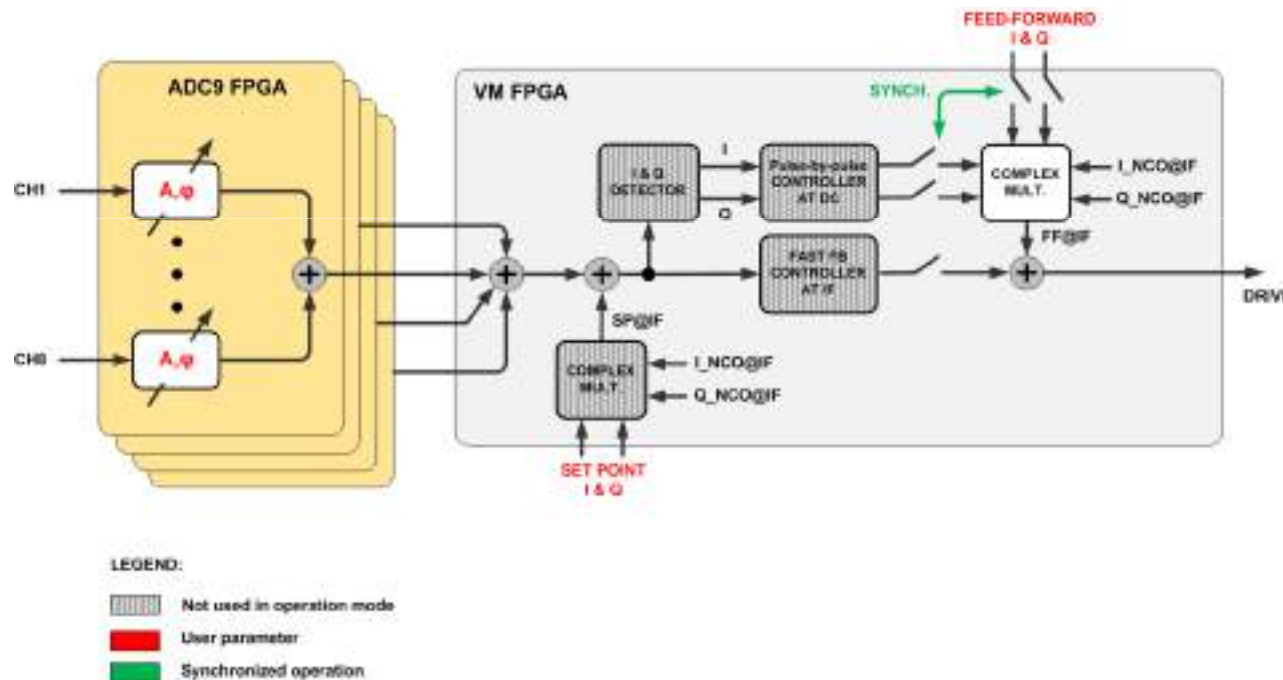 FEED-FORWARD
I & Q
ADC9 FPGA
VM FPGA
SYNCH.
CH1
A,φ
I & Q
DETECTOR
I
Q
Pulse-by-pulse
CONTROLLER
AT DC
COMPLEX
MULT.
I_NCO@IF
Q_NCO@IF
FF@IF
+
+
+
FAST FB
CONTROLLER
AT IF
+
DRIVE
CH8
A,φ
SP@IF
COMPLEX
MULT.
I_NCO@IF
Q_NCO@IF
SET POINT
I & Q
LEGEND:
Not used in operation mode
User parameter
Synchronized operation